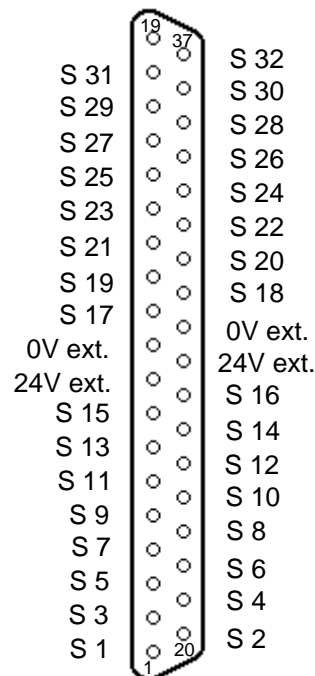 19
37
S 32
S 31
S 30
S 29
S 28
S 27
S 26
S 25
S 24
S 23
S 22
S 21
S 20
S 19
S 18
S 17
0V ext.
0V ext.
24V ext.
24V ext.
S 16
S 15
S 14
S 13
S 12
S 11
S 10
S 9
S 8
S 7
S 6
S 5
S 4
S 3
S 2
S 1
20
1